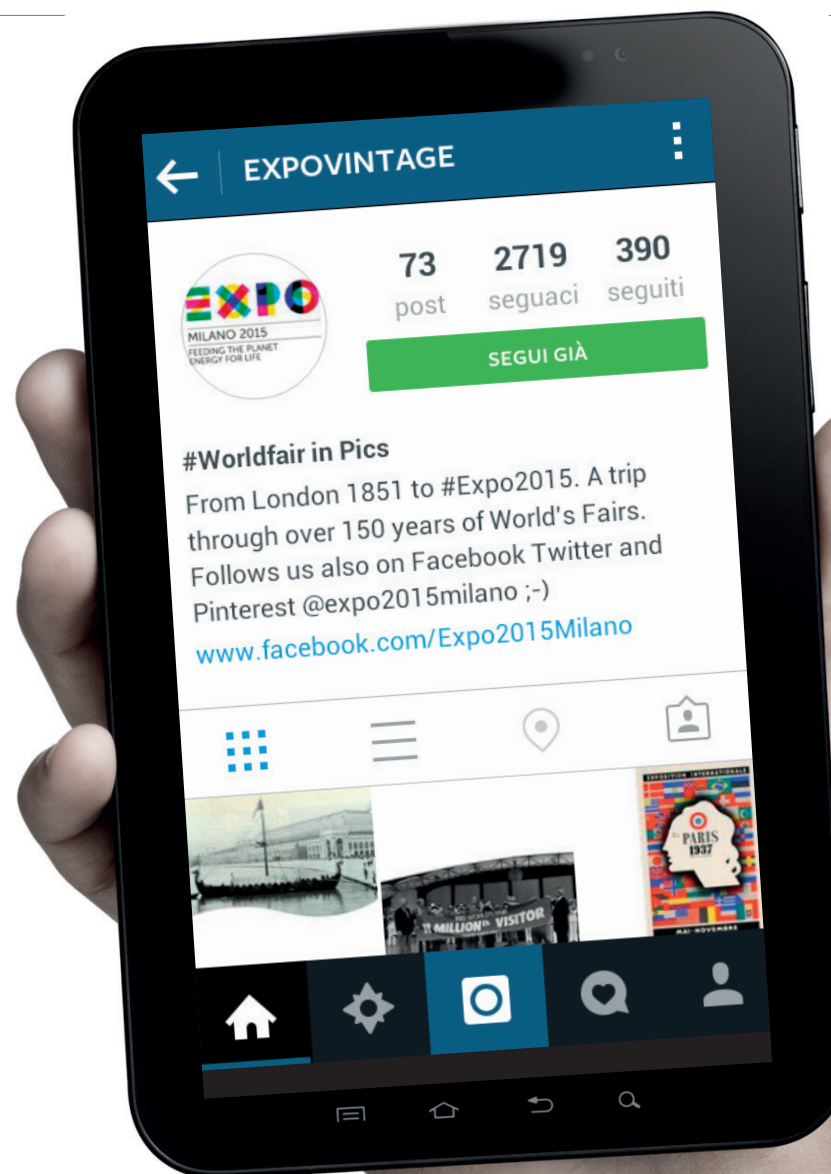 EXPOVINTAGE
73 2719 390
post seguaci seguiti
EXPO
MILANO 2015
FEEDING THE PLANET
ENERGY FOR LIFE
SEGUI GIÀ
#Worldfair in Pics
From London 1851 to #Expo2015. A trip
through over 150 years of World's Fairs.
Follows us also on Facebook Twitter and
Pinterest @expo2015milano ;-)
www.facebook.com/Expo2015Milano
EXPOSITION INTERNATIONALE
PARIS
1937
MAI-NOVEMBRE
MILLIONTH VISITOR